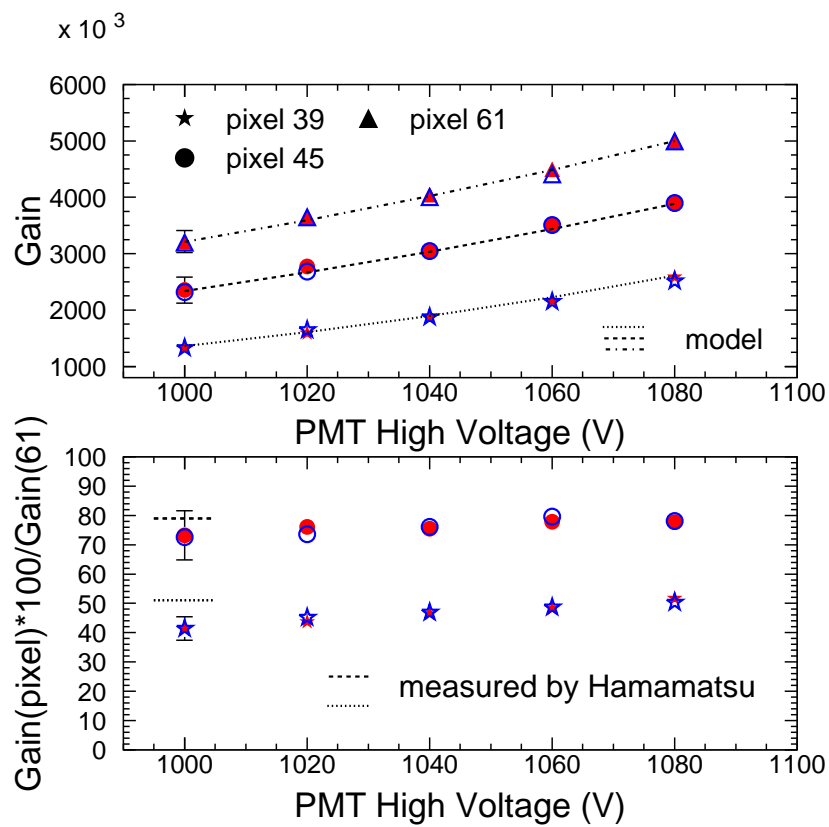 x 10 3
6000
5000
4000
3000
2000
1000
Gain
pixel 39
pixel 61
pixel 45
model
1000 1020 1040 1060 1080 1100
PMT High Voltage (V)
100
90
80
70
60
50
40
30
20
10
0
Gain(pixel)*100/Gain(61)
measured by Hamamatsu
1000 1020 1040 1060 1080 1100
PMT High Voltage (V)